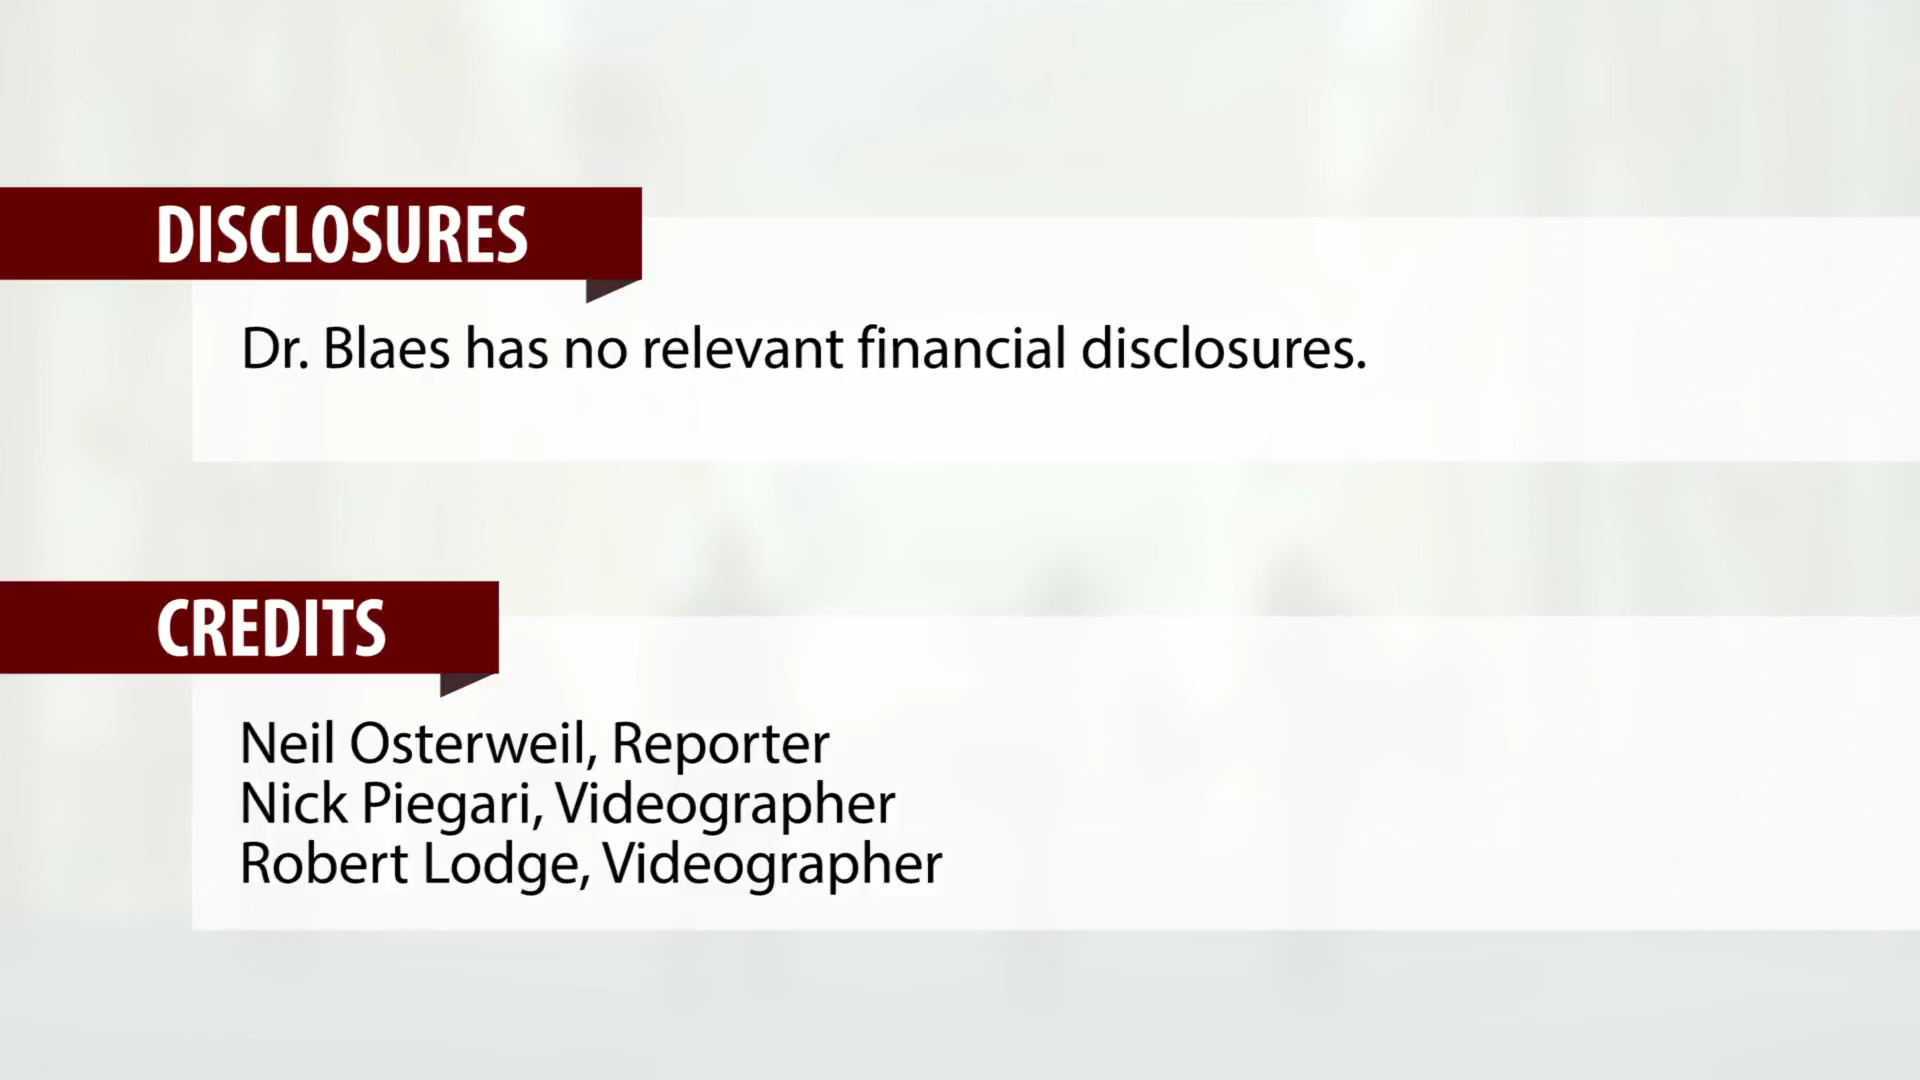 DISCLOSURES
Dr. Blaes has no relevant financial disclosures.
CREDITS
Neil Osterweil, Reporter
Nick Piegari, Videographer
Robert Lodge, Videographer